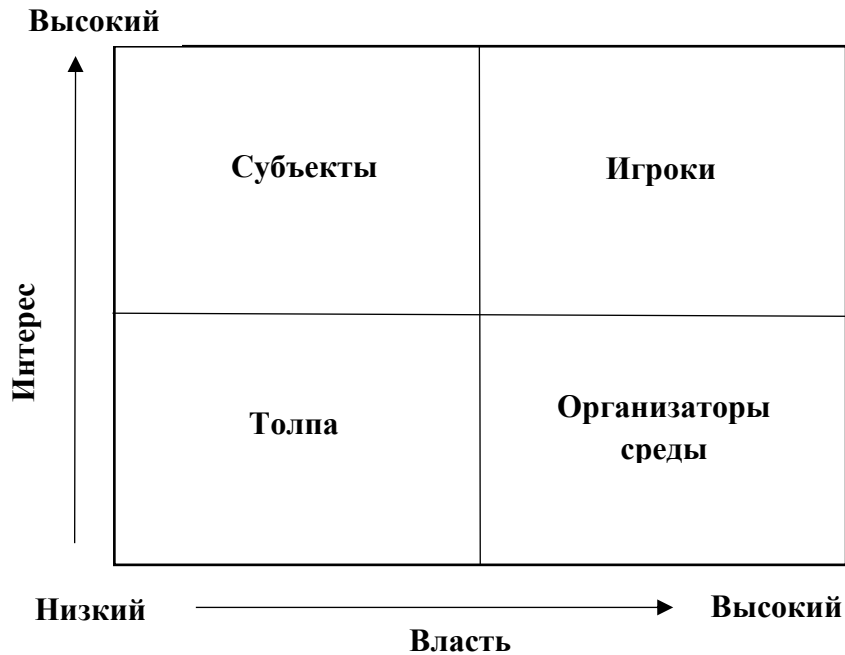 Высокий
Субъекты
Игроки
Интерес
Толпа
Организаторы
среды
Низкий
Высокий
Власть